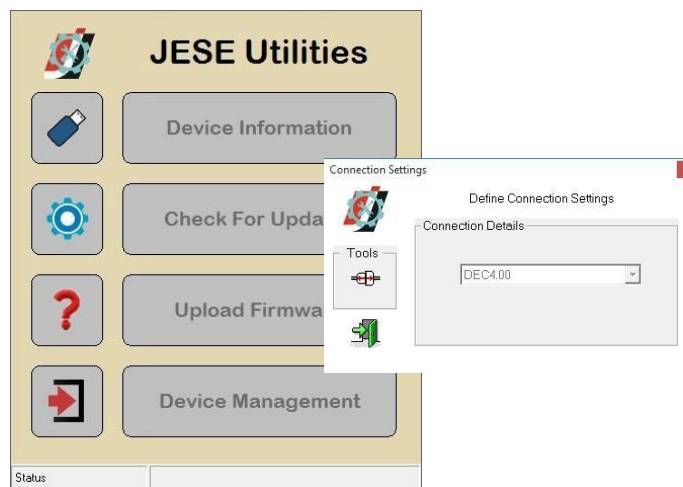 JESE Utilities
Device Information
Check For Upda
Upload Firmwa
Device Management
Status
Connection Settings
Define Connection Settings
Connection Details
Tools
DEC4.00